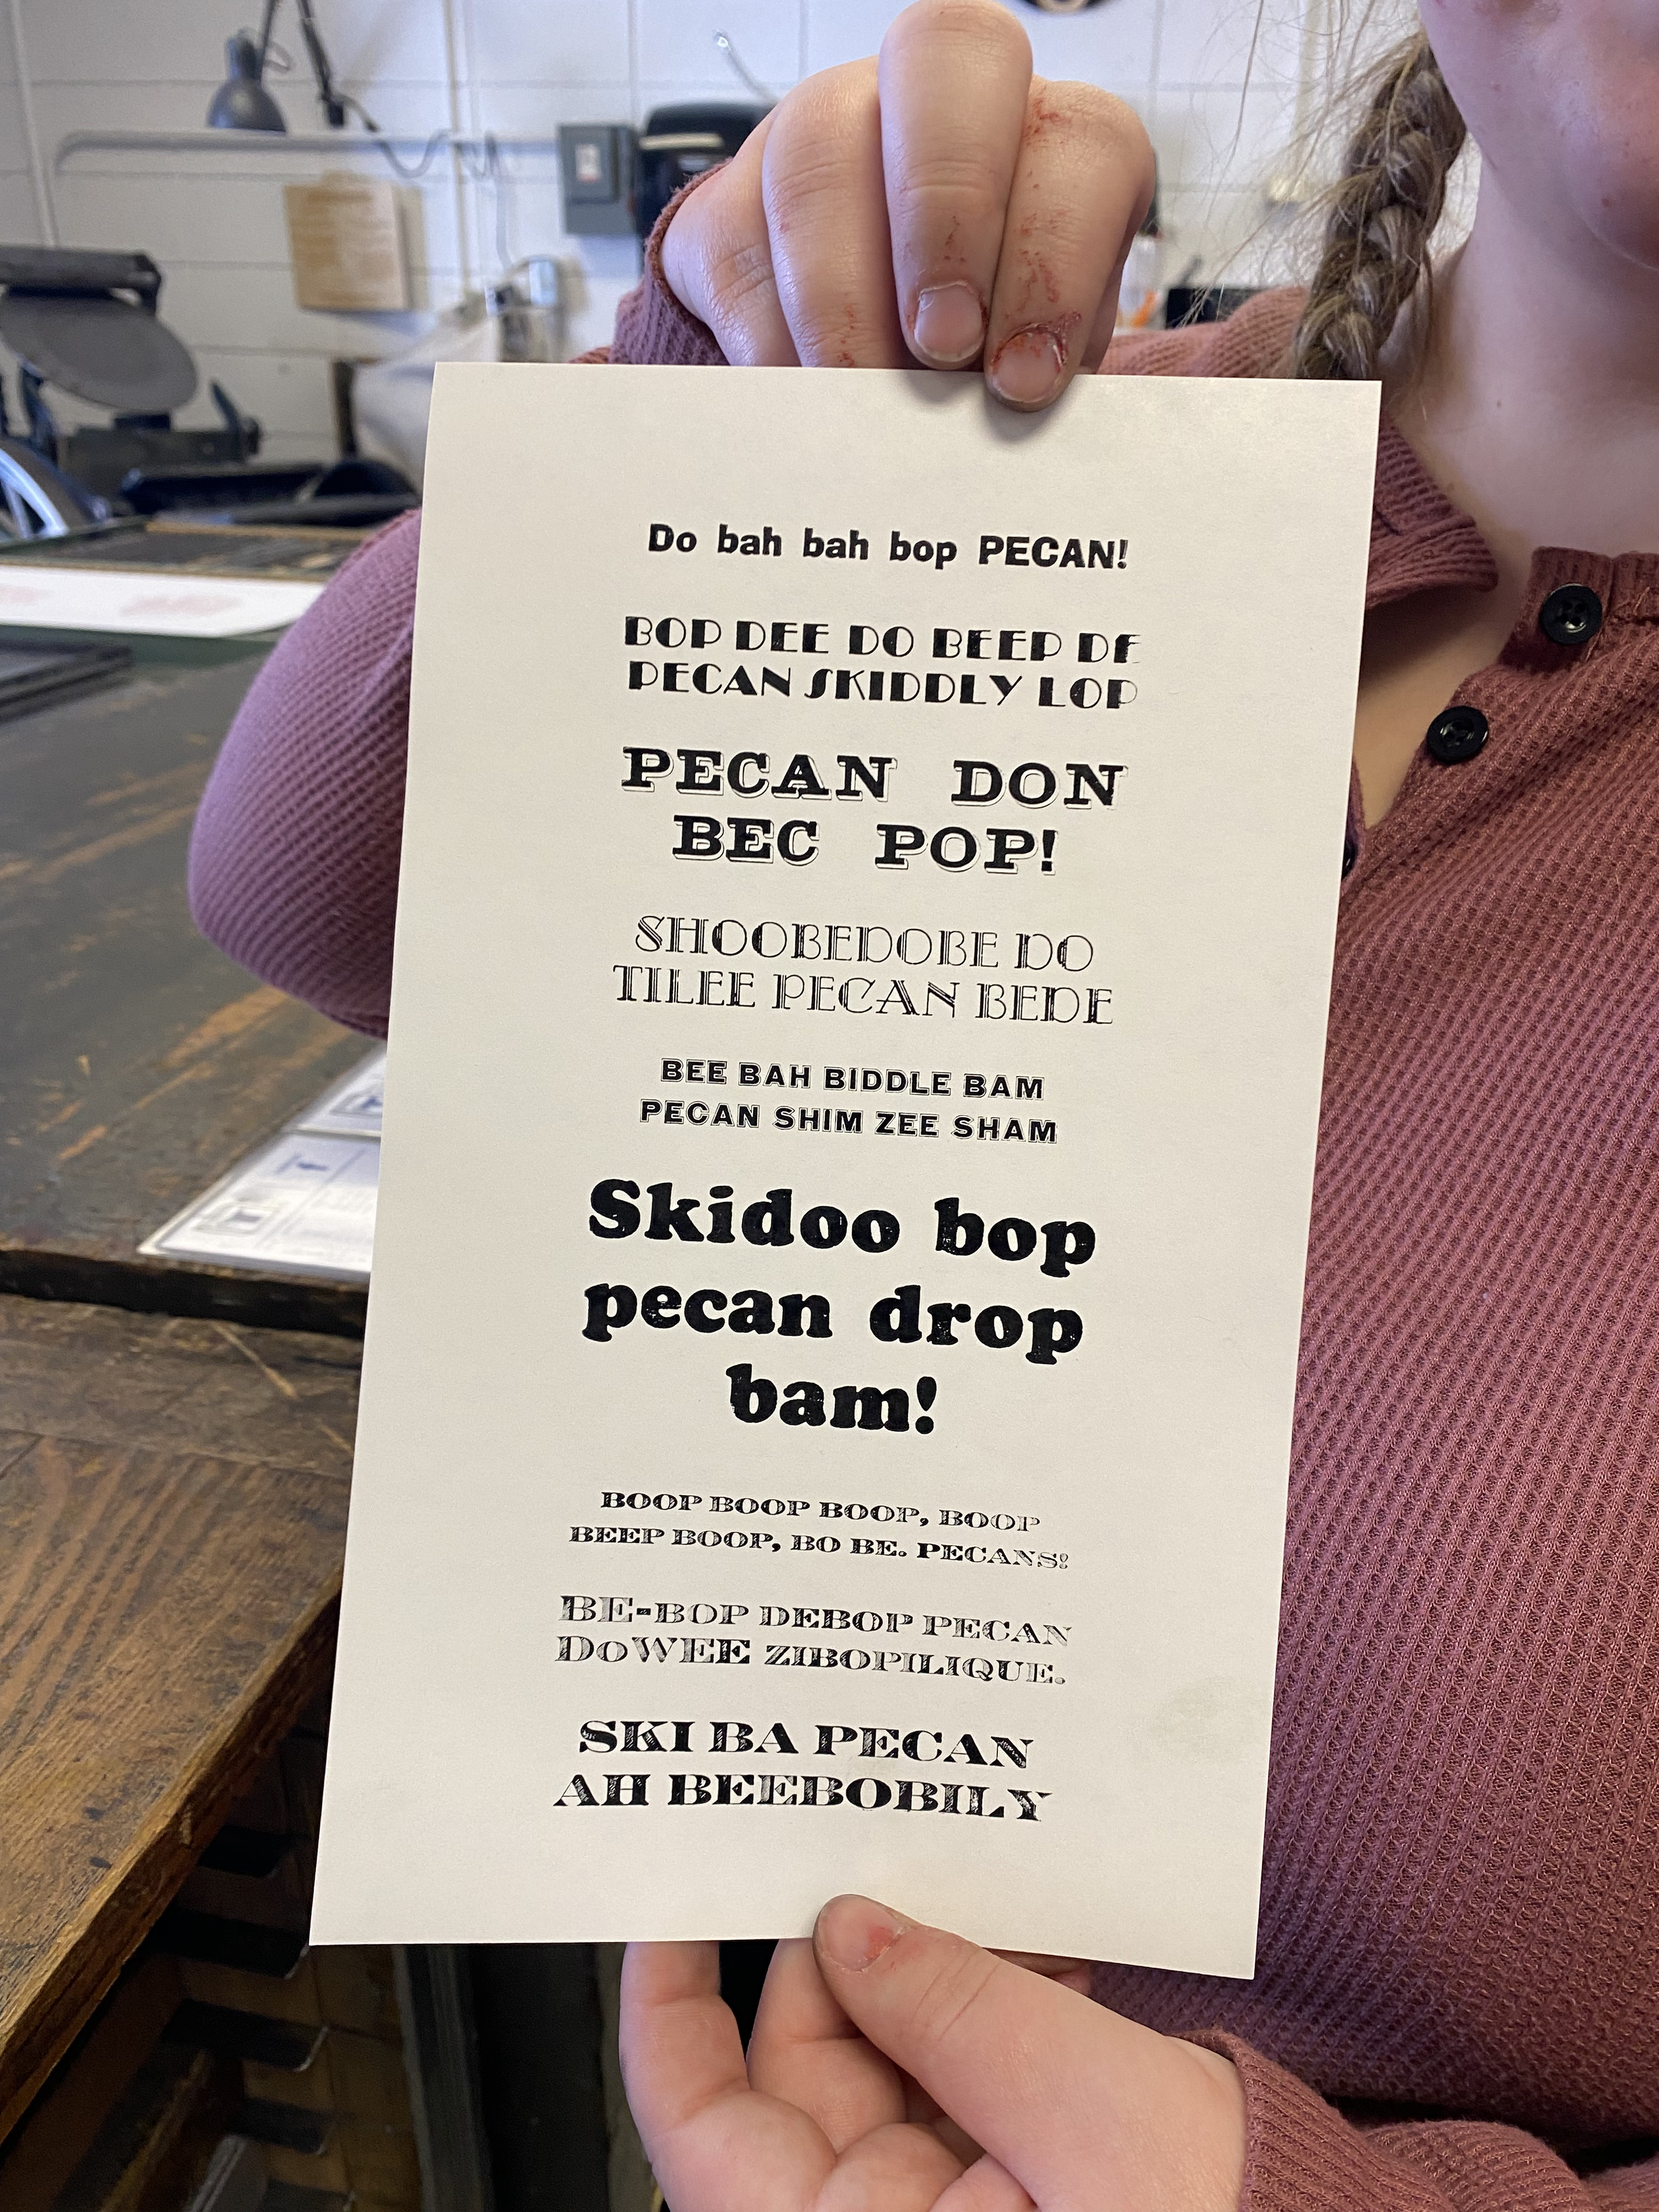 Do bah bah bop PECAN!
BOP DEE DO BEEP DE
PECAN SKIDDLY LOP
PECAN DON
BEC POP!
SHOOBEDOBE DO
TILEE PECAN BEDE
BEE BAH BIDDLE BAM
PECAN SHIM ZEE SHAM
Skidoo bop
pecan drop
bam!
BOOP BOOP BOOP, BOOP
BEEP BOOP, BO BE. PECANS!
BE-BOP DEBOP PECAN
DoWEE ZIBOPILIQUE.
SKI BA PECAN
AH BEEBOBILY